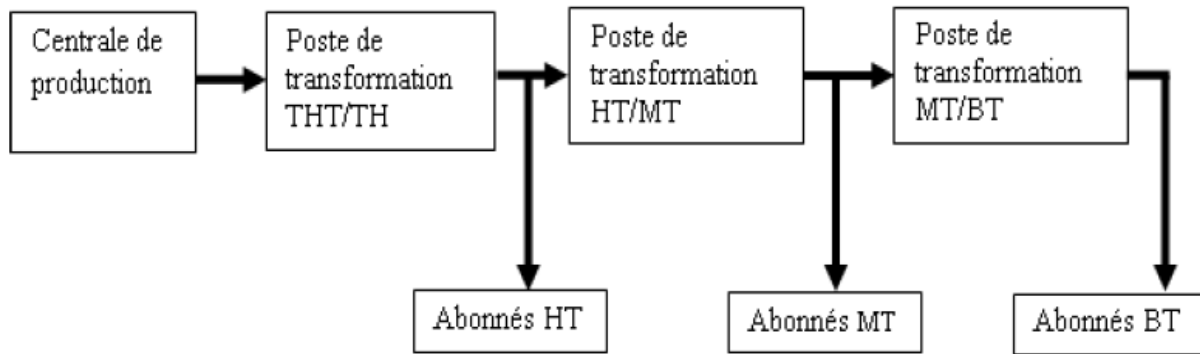 Centrale de
production
Poste de
transformation
THT/TH
Poste de
transformation
HT/MT
Poste de
transformation
MT/BT
Abonnés HT
Abonnés MT
Abonnés BT